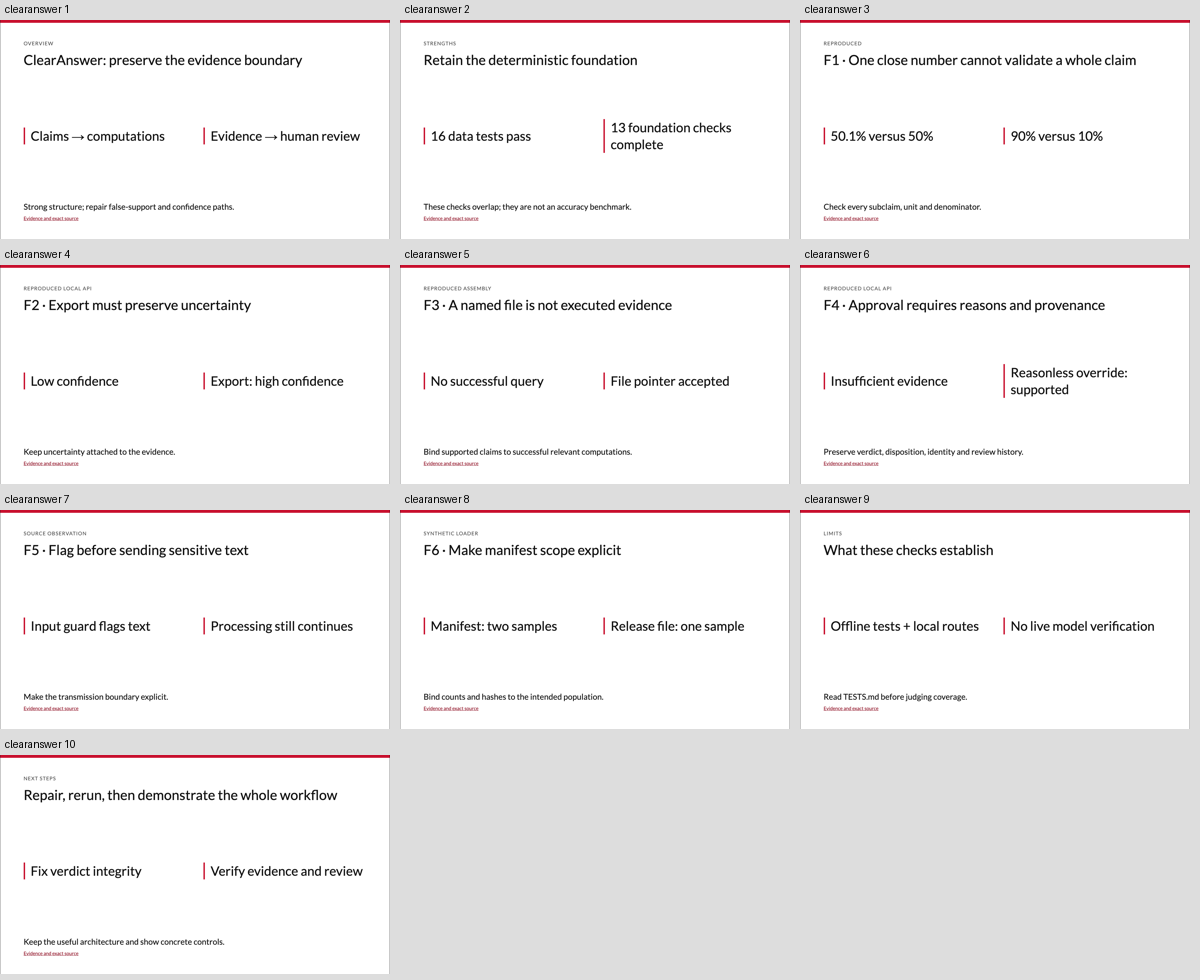 clearanswer 1
OVERVIEW
ClearAnswer: preserve the evidence boundary
Claims → computations
Evidence → human review
Strong structure; repair false-support and confidence paths.
Evidence and exact source
clearanswer 2
STRENGTHS
Retain the deterministic foundation
16 data tests pass
13 foundation checks
complete
These checks overlap; they are not an accuracy benchmark.
Evidence and exact source
clearanswer 3
REPRODUCED
F1 · One close number cannot validate a whole claim
50.1% versus 50%
90% versus 10%
Check every subclaim, unit and denominator.
Evidence and exact source
clearanswer 4
REPRODUCED LOCAL API
F2 · Export must preserve uncertainty
Low confidence
Export: high confidence
Keep uncertainty attached to the evidence.
Evidence and exact source
clearanswer 5
REPRODUCED ASSEMBLY
F3 · A named file is not executed evidence
No successful query
File pointer accepted
Bind supported claims to successful relevant computations.
Evidence and exact source
clearanswer 6
REPRODUCED LOCAL API
F4 · Approval requires reasons and provenance
Insufficient evidence
Reasonless override:
supported
Preserve verdict, disposition, identity and review history.
Evidence and exact source
clearanswer 7
SOURCE OBSERVATION
F5 · Flag before sending sensitive text
Input guard flags text
Processing still continues
Make the transmission boundary explicit.
Evidence and exact source
clearanswer 8
SYNTHETIC LOADER
F6 · Make manifest scope explicit
Manifest: two samples
Release file: one sample
Bind counts and hashes to the intended population.
Evidence and exact source
clearanswer 9
LIMITS
What these checks establish
Offline tests + local routes
No live model verification
Read TESTS.md before judging coverage.
Evidence and exact source
clearanswer 10
NEXT STEPS
Repair, rerun, then demonstrate the whole workflow
Fix verdict integrity
Verify evidence and review
Keep the useful architecture and show concrete controls.
Evidence and exact source